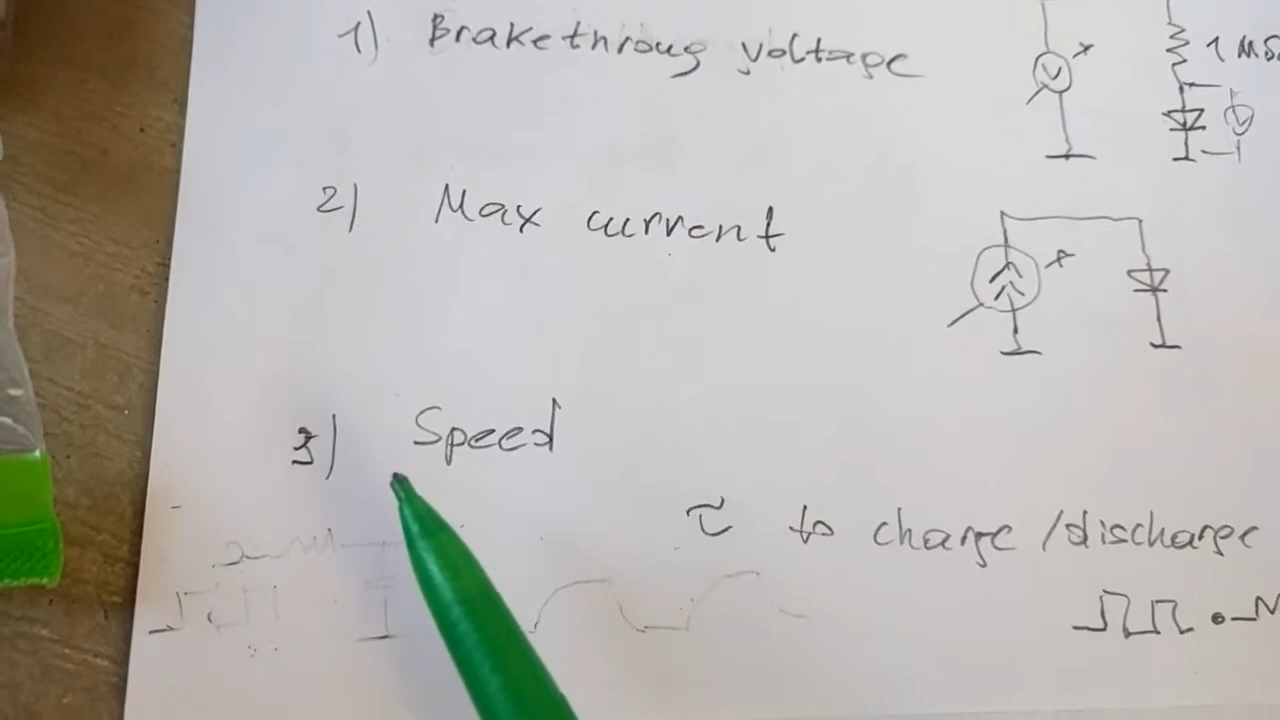 1) Brakethroug voltage
1 MΩ
2) Max current
3) Speed
τ to charge/discharge